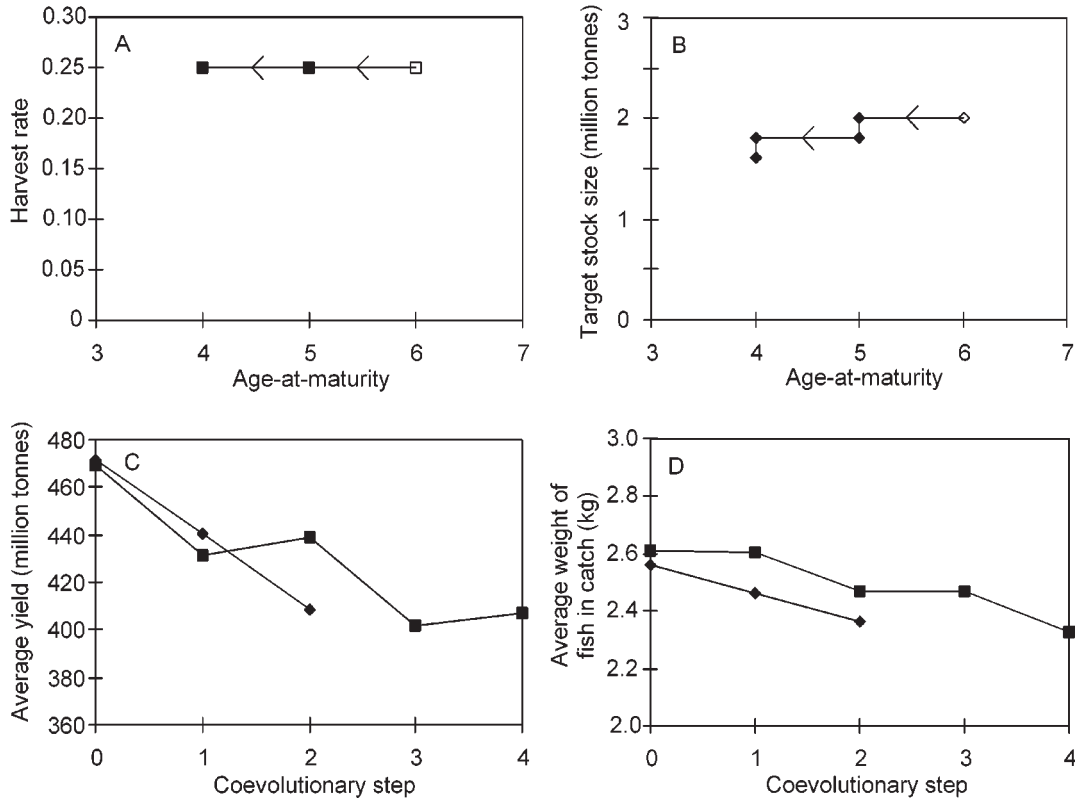 A
Harvest rate
0.30
0.25
0.20
0.15
0.10
0.05
0
3 4 5 6 7
Age-at-maturity
B
Target stock size (million tonnes)
3
2
1
0
3 4 5 6 7
Age-at-maturity
C
Average yield (million tonnes)
480
460
440
420
400
380
360
0 1 2 3 4
Coevolutionary step
D
Average weight of
fish in catch (kg)
3.0
2.8
2.6
2.4
2.2
2.0
0 1 2 3 4
Coevolutionary step